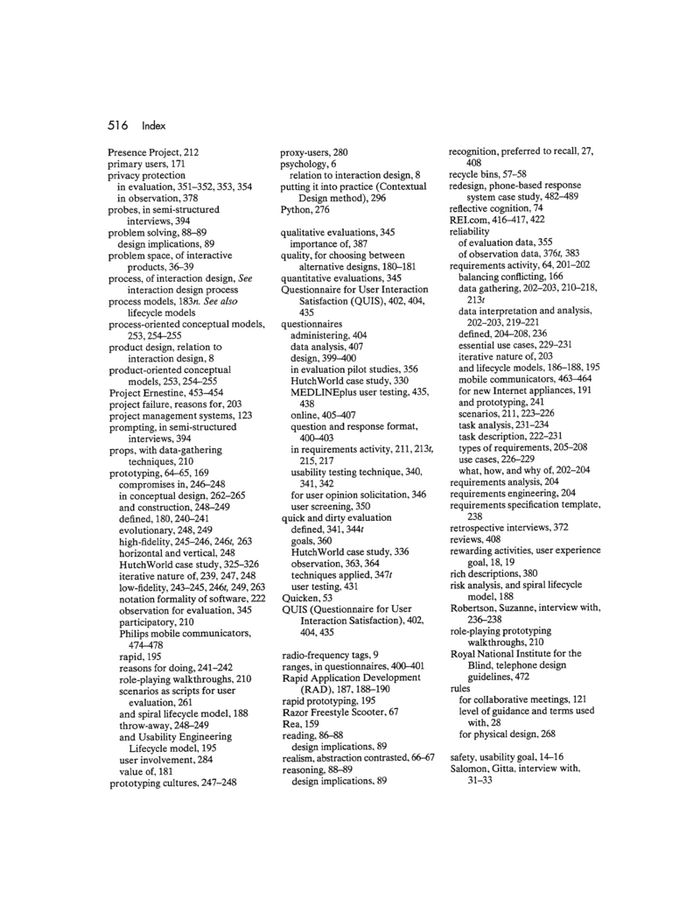 516 Index
Presence Project, 212
primary users, 171
privacy protection
in evaluation, 351–352, 353, 354
in observation, 378
probes, in semi-structured
interviews, 394
problem solving, 88–89
design implications, 89
problem space, of interactive
products, 36–39
process, of interaction design, See
interaction design process
process models, 183n. See also
lifecycle models
process-oriented conceptual models,
253, 254–255
product design, relation to
interaction design, 8
product-oriented conceptual
models, 253, 254–255
Project Ernestine, 453–454
project failure, reasons for, 203
project management systems, 123
prompting, in semi-structured
interviews, 394
props, with data-gathering
techniques, 210
prototyping, 64–65, 169
compromises in, 246–248
in conceptual design, 262–265
and construction, 248–249
defined, 180, 240–241
evolutionary, 248, 249
high-fidelity, 245–246, 246t, 263
horizontal and vertical, 248
HutchWorld case study, 325–326
iterative nature of, 239, 247, 248
low-fidelity, 243–245, 246t, 249, 263
notation formality of software, 222
observation for evaluation, 345
participatory, 210
Philips mobile communicators,
474–478
rapid, 195
reasons for doing, 241–242
role-playing walkthroughs, 210
scenarios as scripts for user
evaluation, 261
and spiral lifecycle model, 188
throw-away, 248–249
and Usability Engineering
Lifecycle model, 195
user involvement, 284
value of, 181
prototyping cultures, 247–248
proxy-users, 280
psychology, 6
relation to interaction design, 8
putting it into practice (Contextual
Design method), 296
Python, 276
qualitative evaluations, 345
importance of, 387
quality, for choosing between
alternative designs, 180–181
quantitative evaluations, 345
Questionnaire for User Interaction
Satisfaction (QUIS), 402, 404,
435
questionnaires
administering, 404
data analysis, 407
design, 399–400
in evaluation pilot studies, 356
HutchWorld case study, 330
MEDLINEplus user testing, 435,
438
online, 405–407
question and response format,
400–403
in requirements activity, 211, 213t,
215, 217
usability testing technique, 340,
341, 342
for user opinion solicitation, 346
user screening, 350
quick and dirty evaluation
defined, 341, 344t
goals, 360
HutchWorld case study, 336
observation, 363, 364
techniques applied, 347t
user testing, 431
Quicken, 53
QUIS (Questionnaire for User
Interaction Satisfaction), 402,
404, 435
radio-frequency tags, 9
ranges, in questionnaires, 400–401
Rapid Application Development
(RAD), 187, 188–190
rapid prototyping, 195
Razor Freestyle Scooter, 67
Rea, 159
reading, 86–88
design implications, 89
realism, abstraction contrasted, 66–67
reasoning, 88–89
design implications, 89
recognition, preferred to recall, 27,
408
recycle bins, 57–58
redesign, phone-based response
system case study, 482–489
reflective cognition, 74
REI.com, 416–417, 422
reliability
of evaluation data, 355
of observation data, 376t, 383
requirements activity, 64, 201–202
balancing conflicting, 166
data gathering, 202–203, 210–218,
213t
data interpretation and analysis,
202–203, 219–221
defined, 204–208, 236
essential use cases, 229–231
iterative nature of, 203
and lifecycle models, 186–188, 195
mobile communicators, 463–464
for new Internet appliances, 191
and prototyping, 241
scenarios, 211, 223–226
task analysis, 231–234
task description, 222–231
types of requirements, 205–208
use cases, 226–229
what, how, and why of, 202–204
requirements analysis, 204
requirements engineering, 204
requirements specification template,
238
retrospective interviews, 372
reviews, 408
rewarding activities, user experience
goal, 18, 19
rich descriptions, 380
risk analysis, and spiral lifecycle
model, 188
Robertson, Suzanne, interview with,
236–238
role-playing prototyping
walkthroughs, 210
Royal National Institute for the
Blind, telephone design
guidelines, 472
rules
for collaborative meetings, 121
level of guidance and terms used
with, 28
for physical design, 268
safety, usability goal, 14–16
Salomon, Gitta, interview with,
31–33